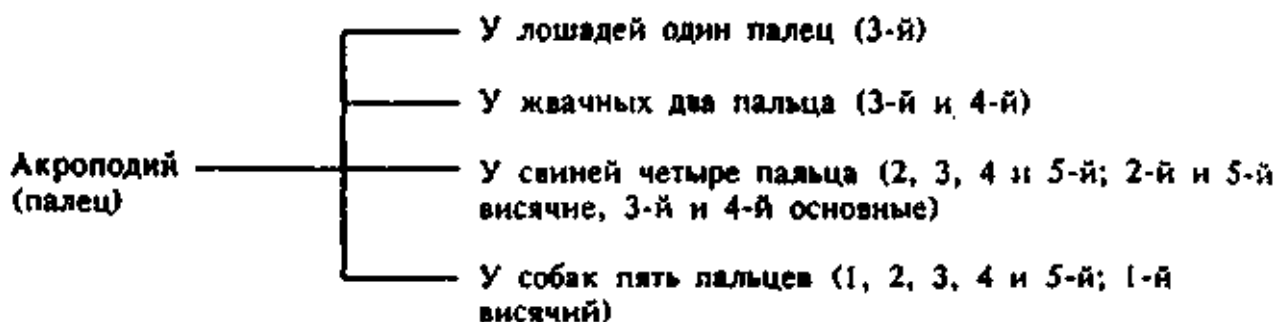 У лошадей один палец (3-й)
У жвачных два пальца (3-й и 4-й)
Акроподий
(палец)
У свиней четыре пальца (2, 3, 4 и 5-й; 2-й и 5-й
висячие, 3-й и 4-й основные)
У собак пять пальцев (1, 2, 3, 4 и 5-й; 1-й
висячий)